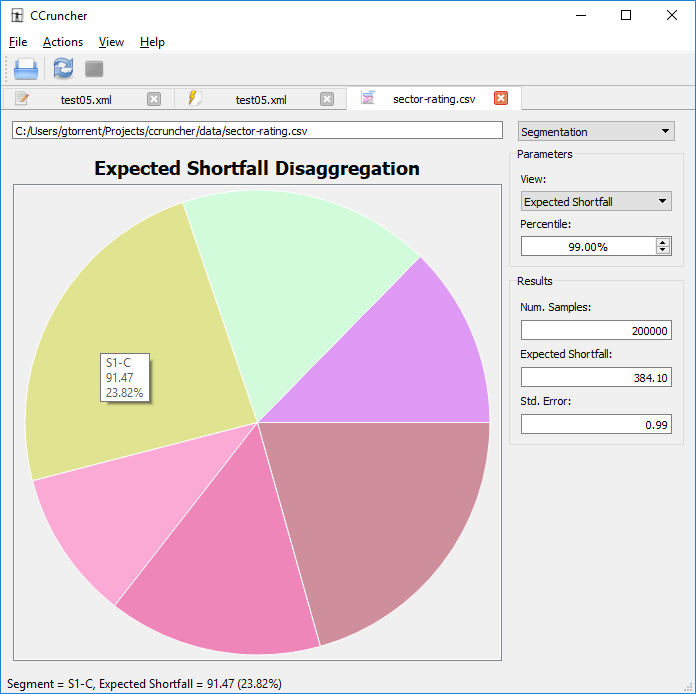 CCruncher
File Actions View Help
test05.xml test05.xml sector-rating.csv
C:/Users/gtorrent/Projects/ccruncher/data/sector-rating.csv
Segmentation
Expected Shortfall Disaggregation
S1-C
91.47
23.82%
Parameters
View:
Expected Shortfall
Percentile:
99.00%
Results
Num. Samples:
200000
Expected Shortfall:
384.10
Std. Error:
0.99
Segment = S1-C, Expected Shortfall = 91.47 (23.82%)